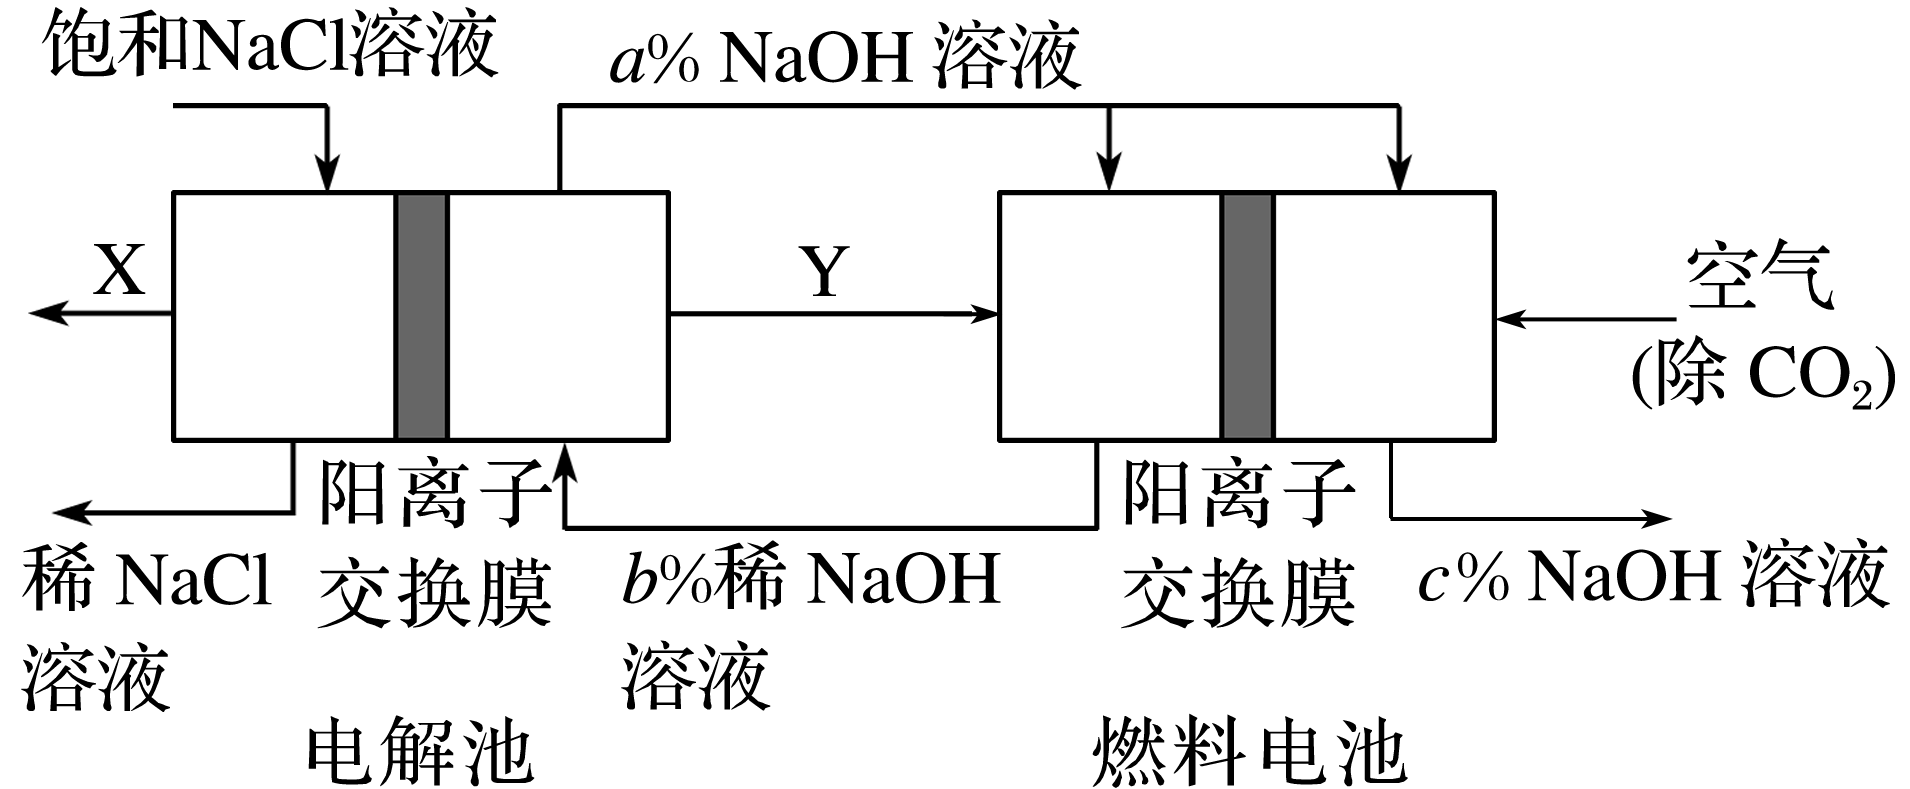 饱和NaCl溶液
a% NaOH 溶液
X
Y
空气
(除 CO₂)
稀 NaCl
溶液
阳离子
交换膜
b%稀 NaOH
溶液
阳离子
交换膜
c% NaOH 溶液
电解池
燃料电池